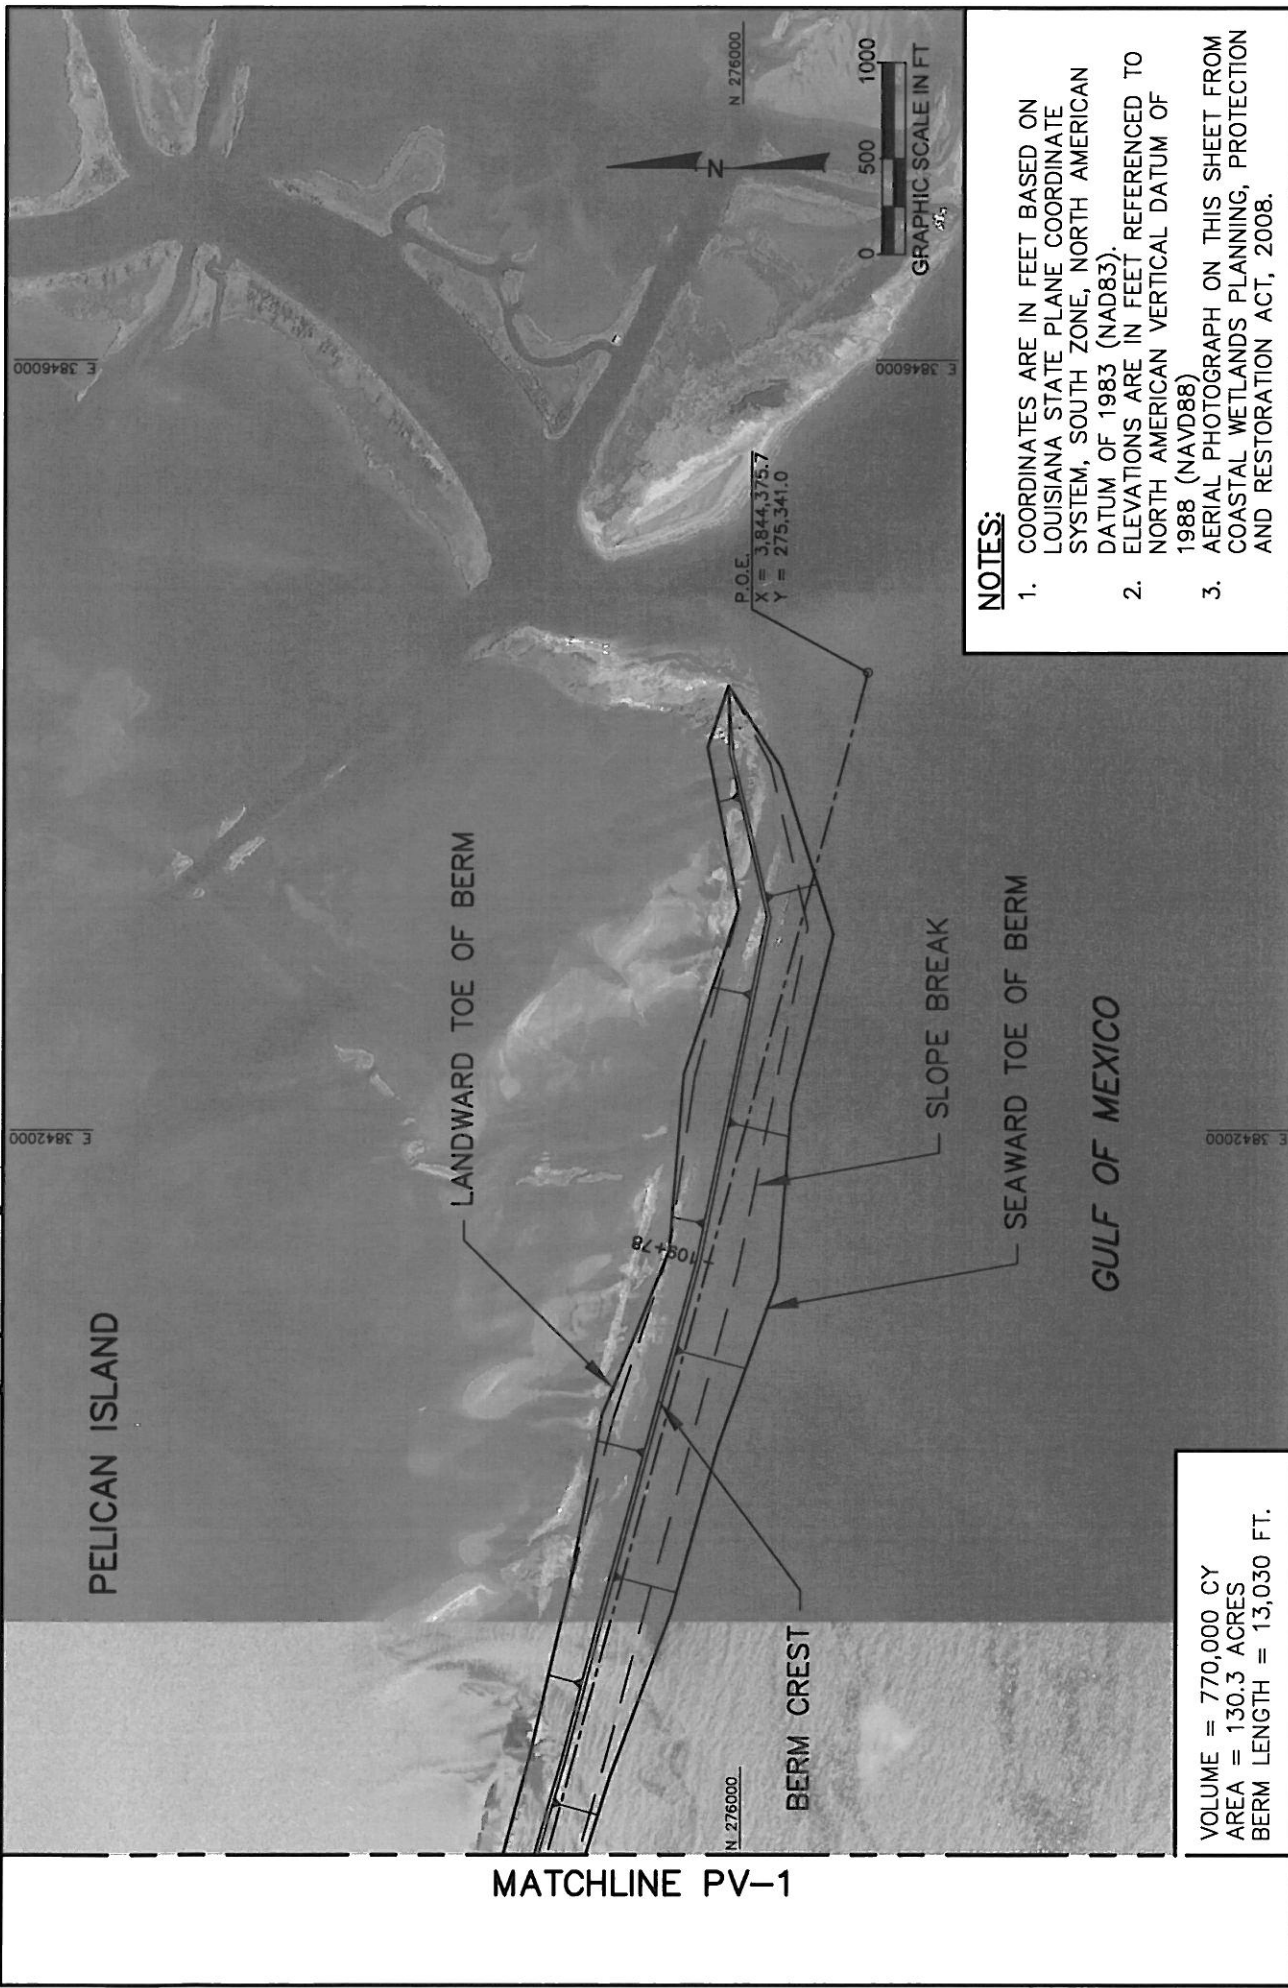 PELICAN ISLAND
E 3842000
E 3846000
LANDWARD TOE OF BERM
109+78
N 276000
N 276000
P.O.E.
X = 3,844,375.7
Y = 275,341.0
N
0 500 1000
GRAPHIC SCALE IN FT
BERM CREST
SLOPE BREAK
SEAWARD TOE OF BERM
GULF OF MEXICO
E 3842000
E 3846000
MATCHLINE PV-1
VOLUME = 770,000 CY
AREA = 130.3 ACRES
BERM LENGTH = 13,030 FT.
NOTES:
1. COORDINATES ARE IN FEET BASED ON
LOUISIANA STATE PLANE COORDINATE
SYSTEM, SOUTH ZONE, NORTH AMERICAN
DATUM OF 1983 (NAD83).
2. ELEVATIONS ARE IN FEET REFERENCED TO
NORTH AMERICAN VERTICAL DATUM OF
1988 (NAVD88)
3. AERIAL PHOTOGRAPH ON THIS SHEET FROM
COASTAL WETLANDS PLANNING, PROTECTION
AND RESTORATION ACT, 2008.